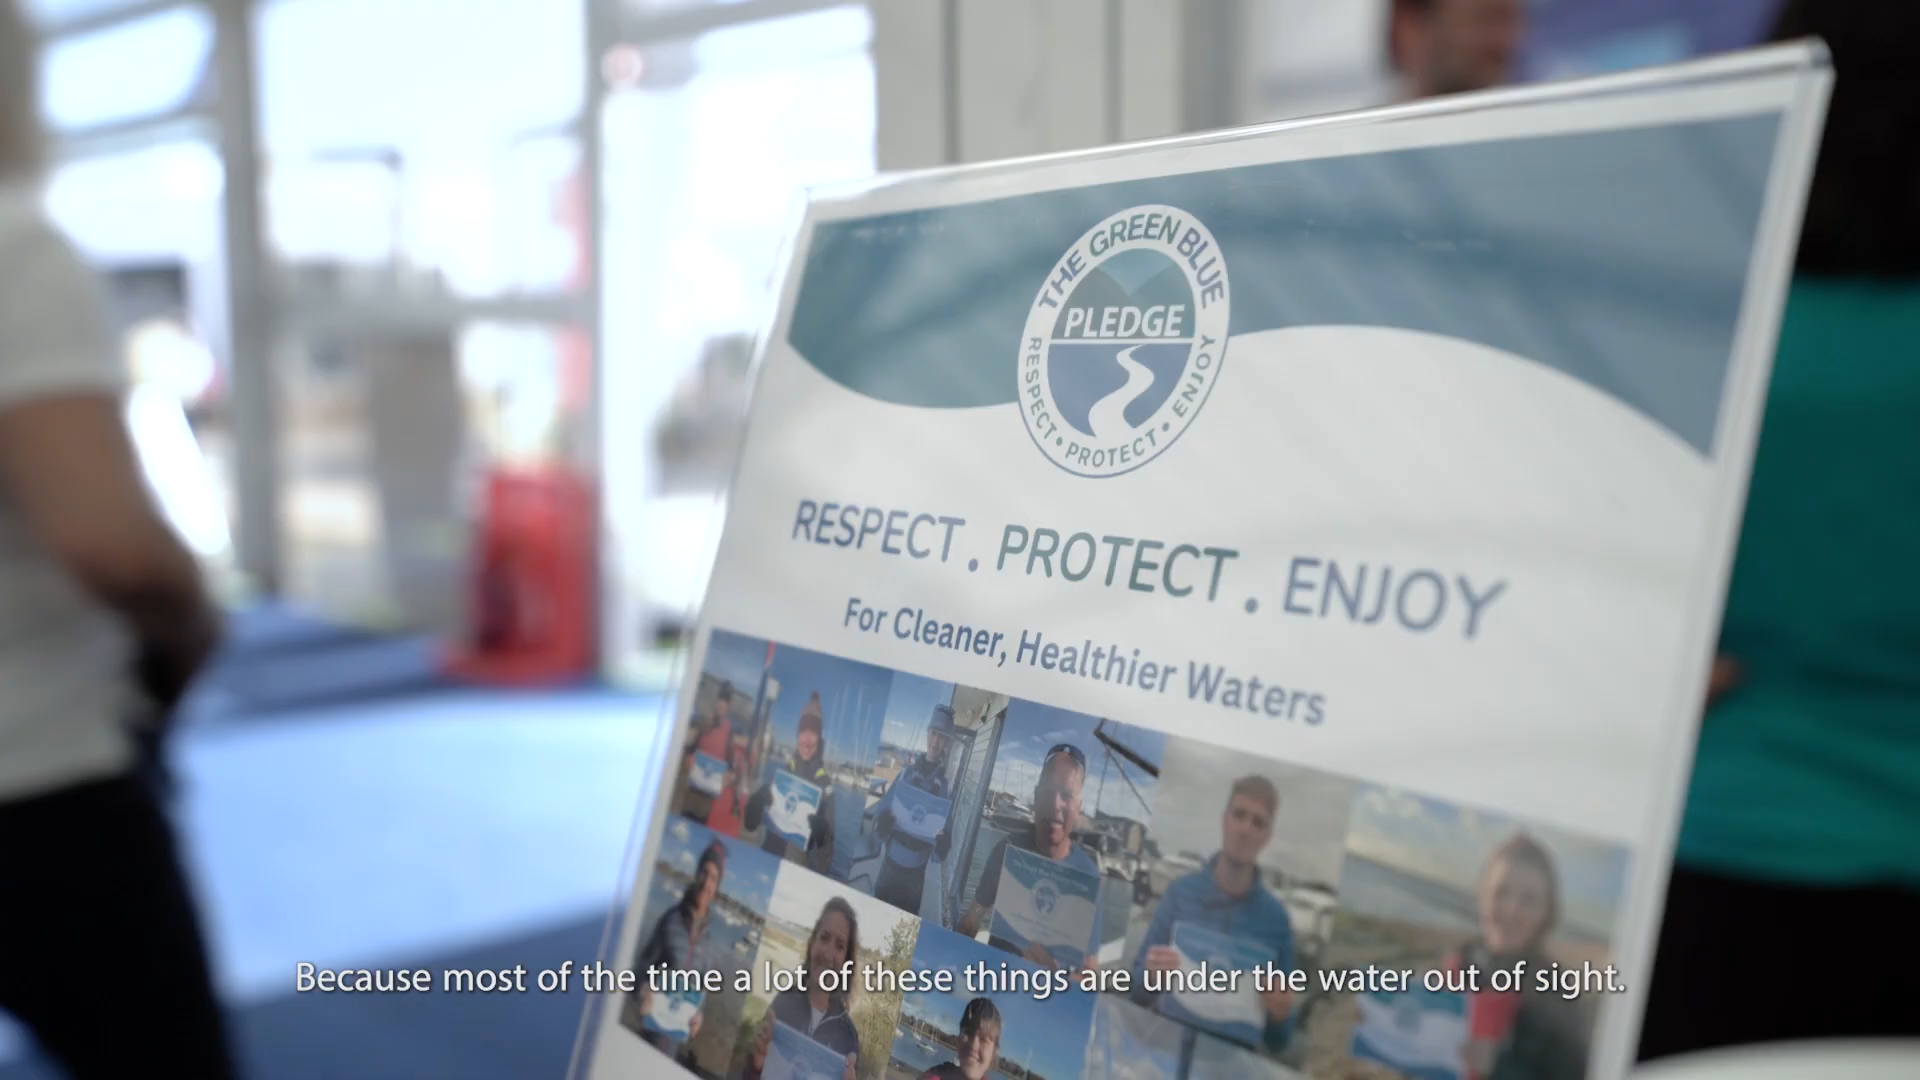 THE GREEN BLUE
PLEDGE
RESPECT • PROTECT • ENJOY
RESPECT . PROTECT . ENJOY
For Cleaner, Healthier Waters
Because most of the time a lot of these things are under the water out of sight.